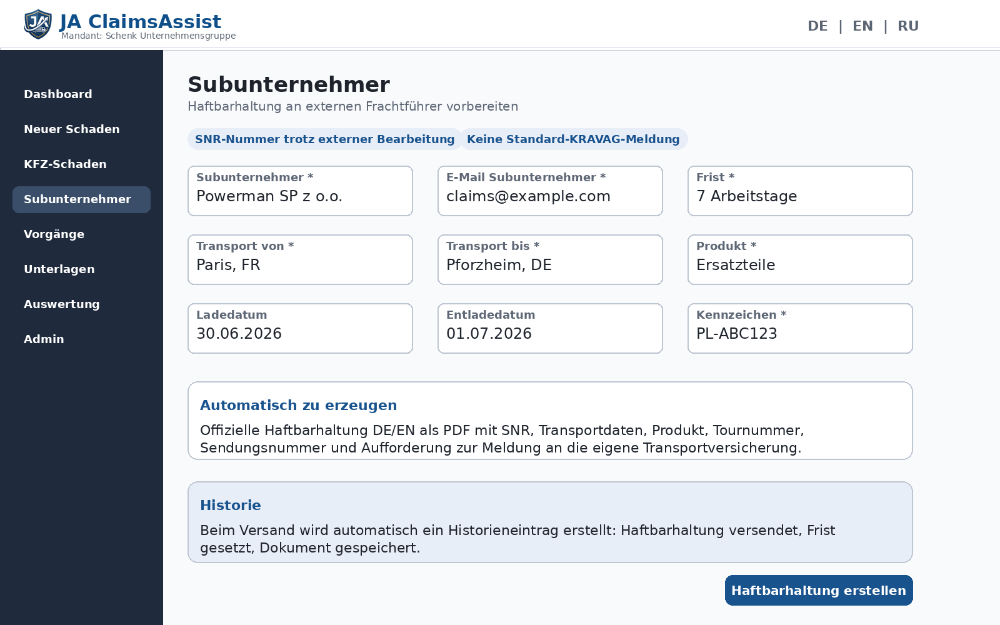 JA ClaimsAssist
Mandant: Schenk Unternehmensgruppe
DE | EN | RU
Dashboard
Neuer Schaden
KFZ-Schaden
Subunternehmer
Vorgänge
Unterlagen
Auswertung
Admin
Subunternehmer
Haftbarhaltung an externen Frachtführer vorbereiten
SNR-Nummer trotz externer Bearbeitung
Keine Standard-KRAVAG-Meldung
Subunternehmer *
Powerman SP z o.o.
E-Mail Subunternehmer *
claims@example.com
Frist *
7 Arbeitstage
Transport von *
Paris, FR
Transport bis *
Pforzheim, DE
Produkt *
Ersatzteile
Ladedatum
30.06.2026
Entladedatum
01.07.2026
Kennzeichen *
PL-ABC123
Automatisch zu erzeugen
Offizielle Haftbarhaltung DE/EN als PDF mit SNR, Transportdaten, Produkt, Tournummer,
Sendungsnummer und Aufforderung zur Meldung an die eigene Transportversicherung.
Historie
Beim Versand wird automatisch ein Historieneintrag erstellt: Haftbarhaltung versendet, Frist
gesetzt, Dokument gespeichert.
Haftbarhaltung erstellen